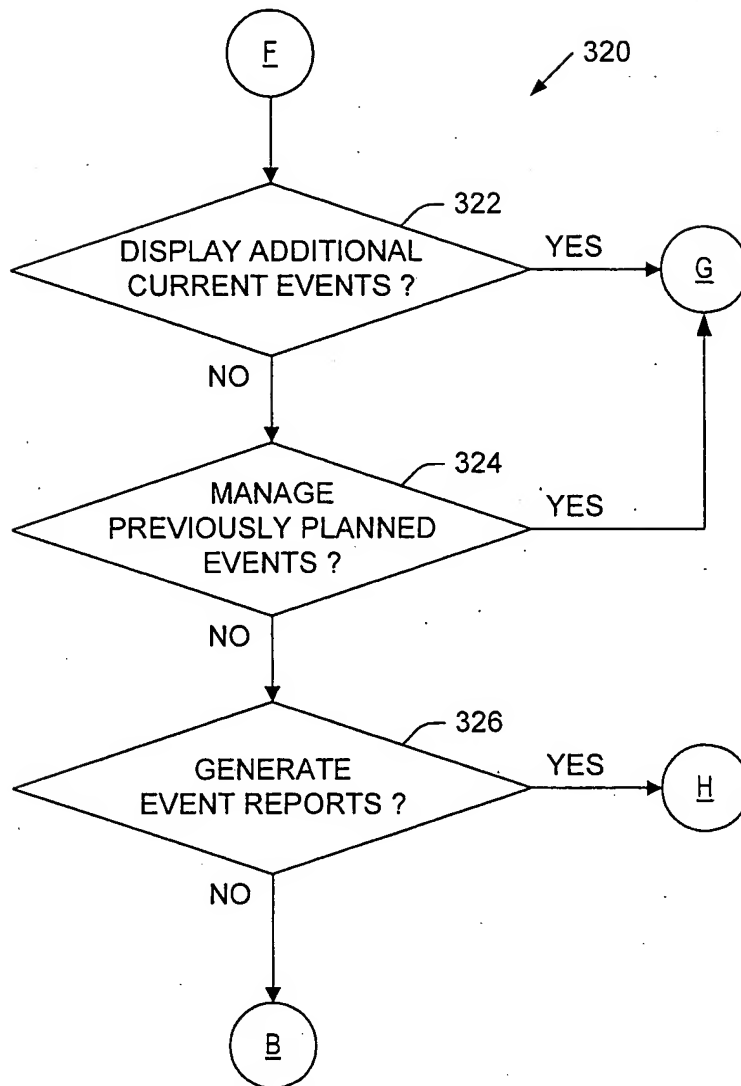 F
320
322
DISPLAY ADDITIONAL
CURRENT EVENTS ?
YES
G
NO
324
MANAGE
PREVIOUSLY PLANNED
EVENTS ?
YES
NO
326
GENERATE
EVENT REPORTS ?
YES
H
NO
B